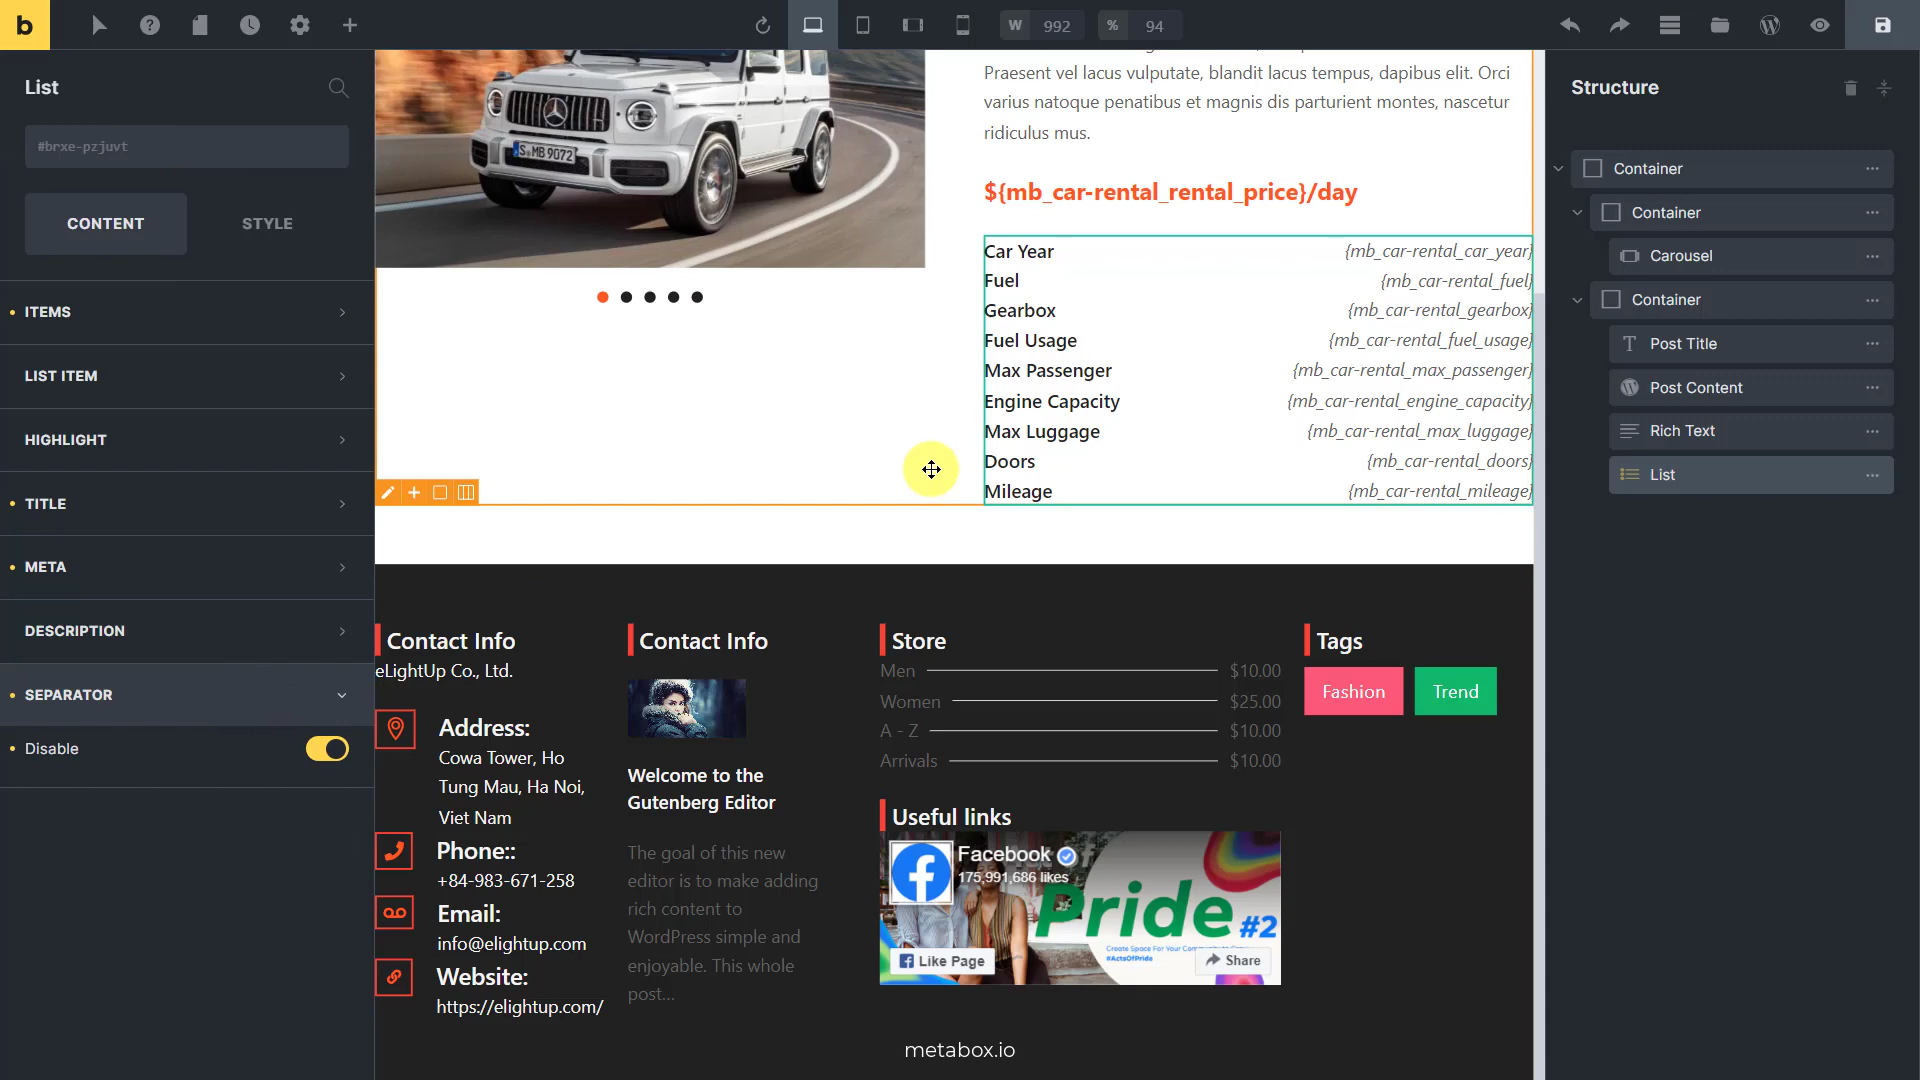 b
W 992 % 94
List
#brxe-pzjuvt
CONTENT STYLE
ITEMS
LIST ITEM
HIGHLIGHT
TITLE
META
DESCRIPTION
SEPARATOR
Disable
S·MB 9072
Praesent vel lacus vulputate, blandit lacus tempus, dapibus elit. Orci
varius natoque penatibus et magnis dis parturient montes, nascetur
ridiculus mus.
${mb_car-rental_rental_price}/day
Car Year {mb_car-rental_car_year}
Fuel {mb_car-rental_fuel}
Gearbox {mb_car-rental_gearbox}
Fuel Usage {mb_car-rental_fuel_usage}
Max Passenger {mb_car-rental_max_passenger}
Engine Capacity {mb_car-rental_engine_capacity}
Max Luggage {mb_car-rental_max_luggage}
Doors {mb_car-rental_doors}
Mileage {mb_car-rental_mileage}
Contact Info
eLightUp Co., Ltd.
Address:
Cowa Tower, Ho
Tung Mau, Ha Noi,
Viet Nam
Phone::
+84-983-671-258
Email:
info@elightup.com
Website:
https://elightup.com/
Contact Info
Welcome to the
Gutenberg Editor
The goal of this new
editor is to make adding
rich content to
WordPress simple and
enjoyable. This whole
post...
Store
Men $10.00
Women $25.00
A - Z $10.00
Arrivals $10.00
Useful links
Facebook
175,991,686 likes
Pride
#2
#ActsOfPride
Like Page
Share
Tags
Fashion Trend
metabox.io
Structure
Container
Container
Carousel
Container
Post Title
Post Content
Rich Text
List